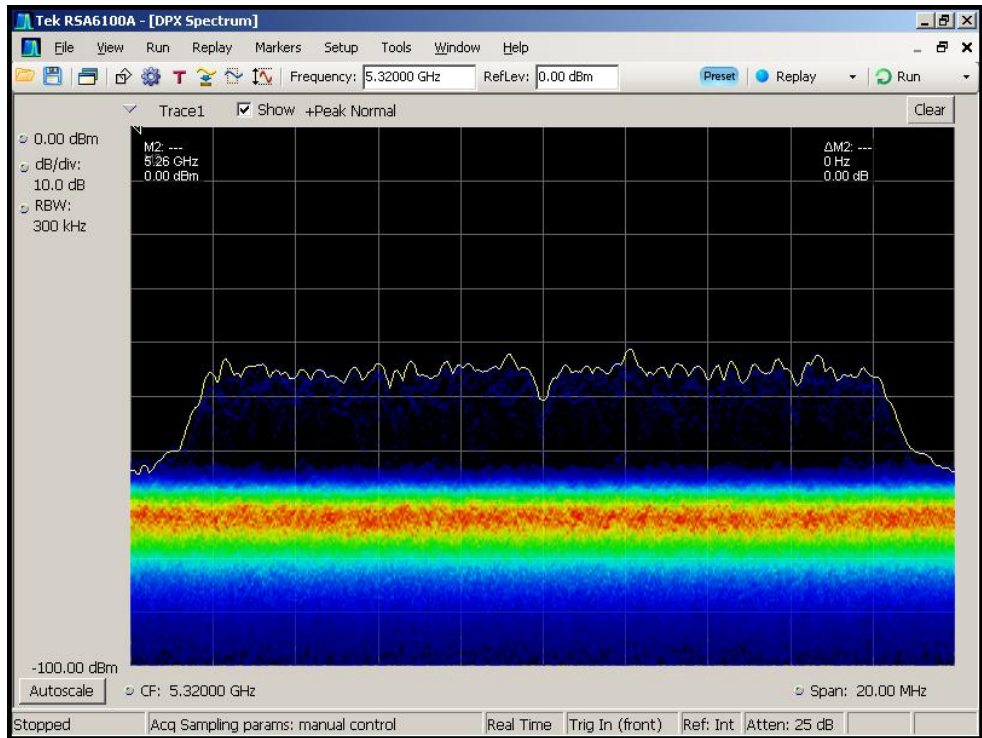 Tek RSA6100A - [DPX Spectrum]
File View Run Replay Markers Setup Tools Window Help
Frequency: 5.32000 GHz RefLev: 0.00 dBm Preset Replay Run
Trace1 Show +Peak Normal Clear
0.00 dBm
dB/div:
10.0 dB
RBW:
300 kHz
M2: ---
5.26 GHz
0.00 dBm
ΔM2: ---
0 Hz
0.00 dB
-100.00 dBm
Autoscale CF: 5.32000 GHz Span: 20.00 MHz
Stopped Acq Sampling params: manual control Real Time Trig In (front) Ref: Int Atten: 25 dB